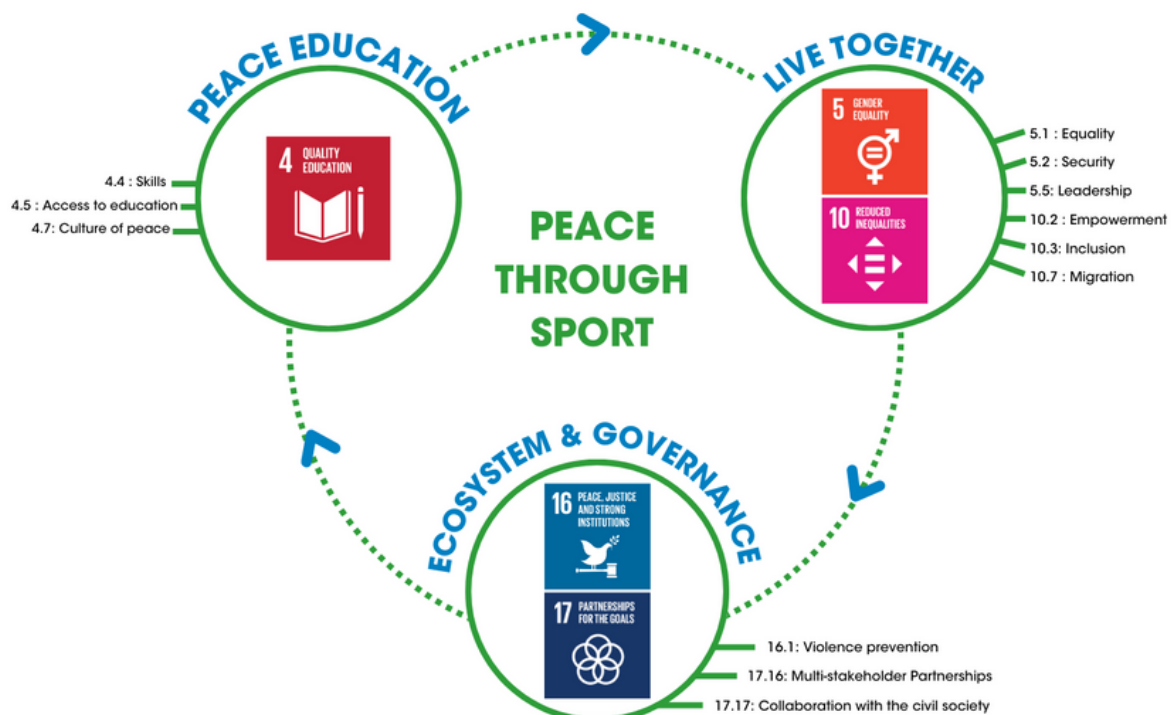 PEACE EDUCATION
4 QUALITY
EDUCATION
4.4 : Skills
4.5 : Access to education
4.7: Culture of peace
PEACE
THROUGH
SPORT
LIVE TOGETHER
5 GENDER
EQUALITY
10 REDUCED
INEQUALITIES
5.1 : Equality
5.2 : Security
5.5: Leadership
10.2 : Empowerment
10.3: Inclusion
10.7 : Migration
ECOSYSTEM & GOVERNANCE
16 PEACE, JUSTICE
AND STRONG
INSTITUTIONS
17 PARTNERSHIPS
FOR THE GOALS
16.1: Violence prevention
17.16: Multi-stakeholder Partnerships
17.17: Collaboration with the civil society